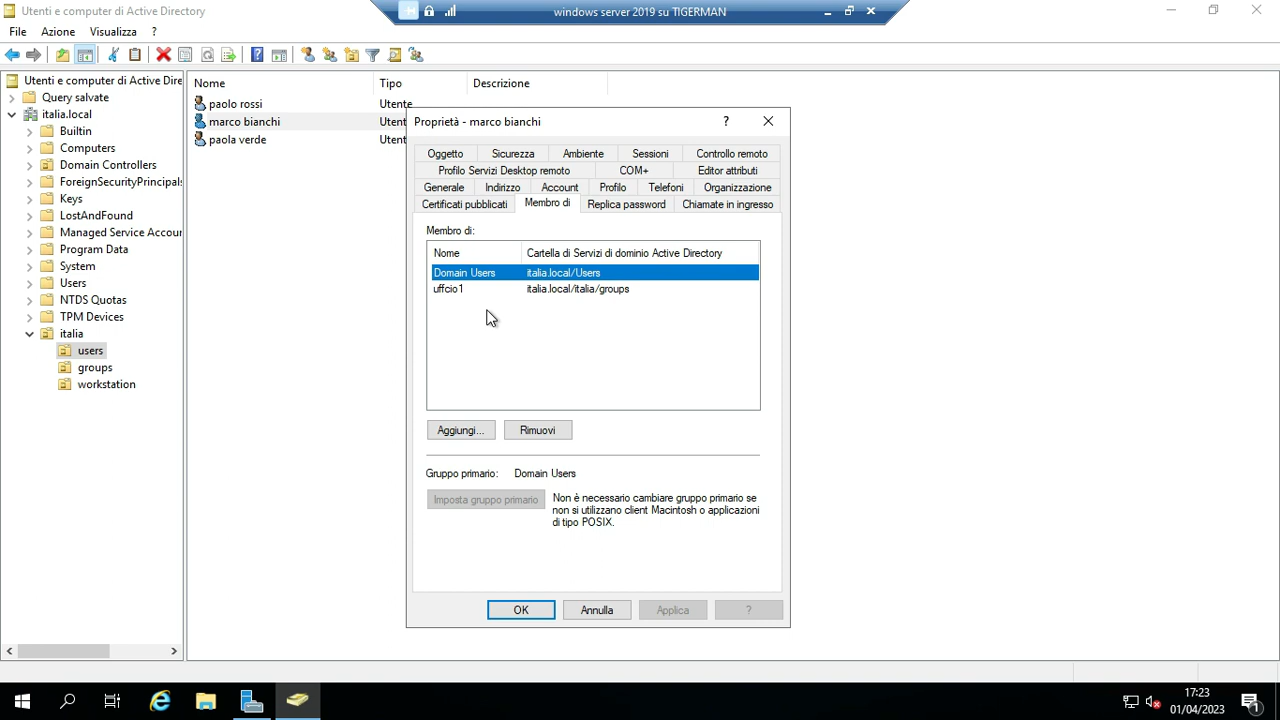 Utenti e computer di Active Directory
windows server 2019 su TIGERMAN
File Azione Visualizza ?
Utenti e computer di Active Dire
Query salvate
italia.local
Builtin
Computers
Domain Controllers
ForeignSecurityPrincipals
Keys
LostAndFound
Managed Service Accour
Program Data
System
Users
NTDS Quotas
TPM Devices
italia
users
groups
workstation
Nome Tipo Descrizione
paolo rossi Utente
marco bianchi Utent
paola verde Utent
Proprietà - marco bianchi ?
Oggetto Sicurezza Ambiente Sessioni Controllo remoto
Profilo Servizi Desktop remoto COM+ Editor attributi
Generale Indirizzo Account Profilo Telefoni Organizzazione
Certificati pubblicati Membro di Replica password Chiamate in ingresso
Membro di:
Nome Cartella di Servizi di dominio Active Directory
Domain Users italia.local/Users
uffcio1 italia.local/italia/groups
Aggiungi... Rimuovi
Gruppo primario: Domain Users
Imposta gruppo primario
Non è necessario cambiare gruppo primario se
non si utilizzano client Macintosh o applicazioni
di tipo POSIX.
OK Annulla Applica ?
17:23
01/04/2023
1